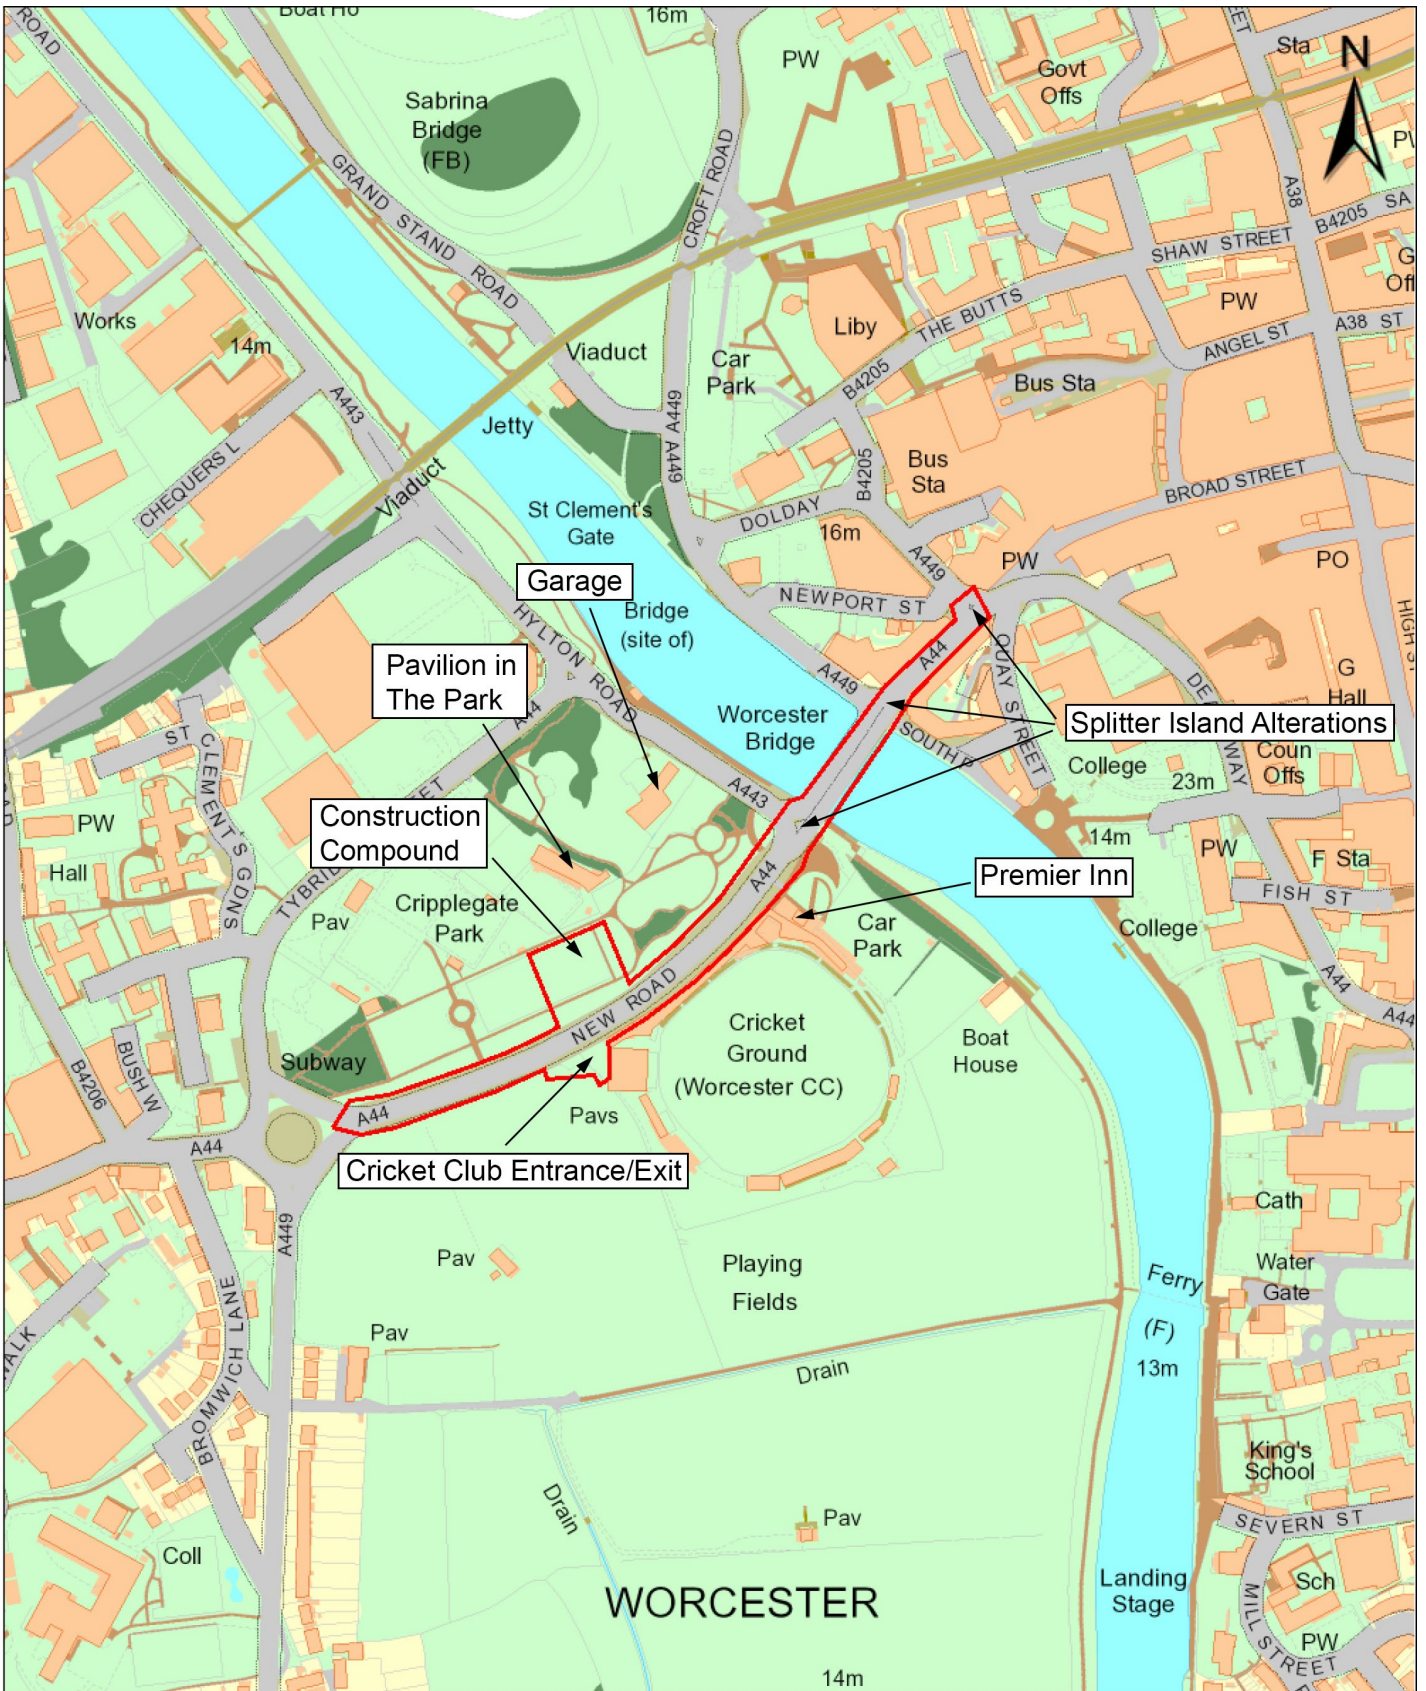 ROAD
Boat Ho
16m
PW
Govt
Offs
Sta
N
Sabrina
Bridge
(FB)
GRAND STAND ROAD
CROFT ROAD
A38
B4205
SHAW STREET
PW
ANGEL ST
A38
ST
Works
14m
A443
Viaduct
Liby
THE BUTTS
B4205
Car
Park
Bus Sta
Jetty
A449
A449
CHEQUERS L
Viaduct
St Clement's
Gate
B4205
Bus
Sta
BROAD STREET
DOLDAY
16m
A449
PW
PO
Garage
Bridge
(site of)
NEWPORT ST
HIGH S
HYLTON ROAD
Pavilion in
The Park
A44
A449
A44
QUAY STREET
G
Hall
Worcester
Bridge
Splitter Island Alterations
SOUTH P
College
Coun
Offs
23m
WAY
ST CLEMENT'S GDNS
A443
Construction
Compound
PW
Hall
14m
PW
F Sta
Premier Inn
FISH ST
A44
Pav
Cripplegate
Park
Car
Park
College
A44
A44
NEW ROAD
Cricket
Ground
(Worcester CC)
Boat
House
Subway
BUSH W
B4206
A44
A44
Pavs
Cricket Club Entrance/Exit
A449
Cath
Pav
Playing
Fields
Water
Gate
Ferry
(F)
13m
WALK
BROMWICH LANE
Pav
Drain
King's
School
Drain
Pav
SEVERN ST
Coll
WORCESTER
Landing
Stage
Sch
MILL STREET
PW
14m